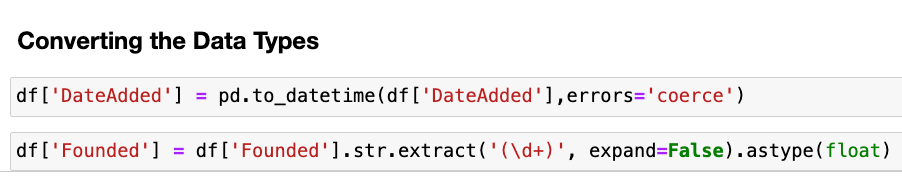 Converting the Data Types
df['DateAdded'] = pd.to_datetime(df['DateAdded'],errors='coerce')
df['Founded'] = df['Founded'].str.extract('(\d+)', expand=False).astype(float)